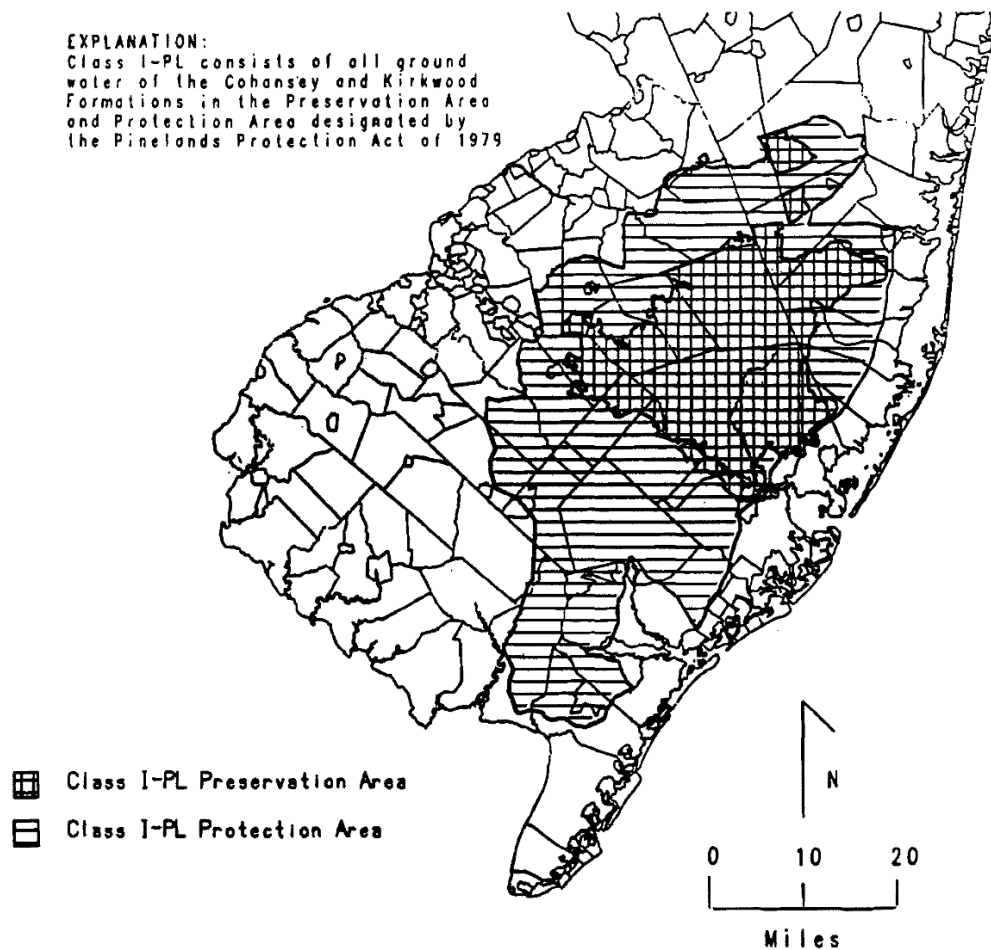 EXPLANATION:
Class I-PL consists of all ground
water of the Cohansey and Kirkwood
Formations in the Preservation Area
and Protection Area designated by
the Pinelands Protection Act of 1979
Class I-PL Preservation Area
Class I-PL Protection Area
N
0 10 20
Miles